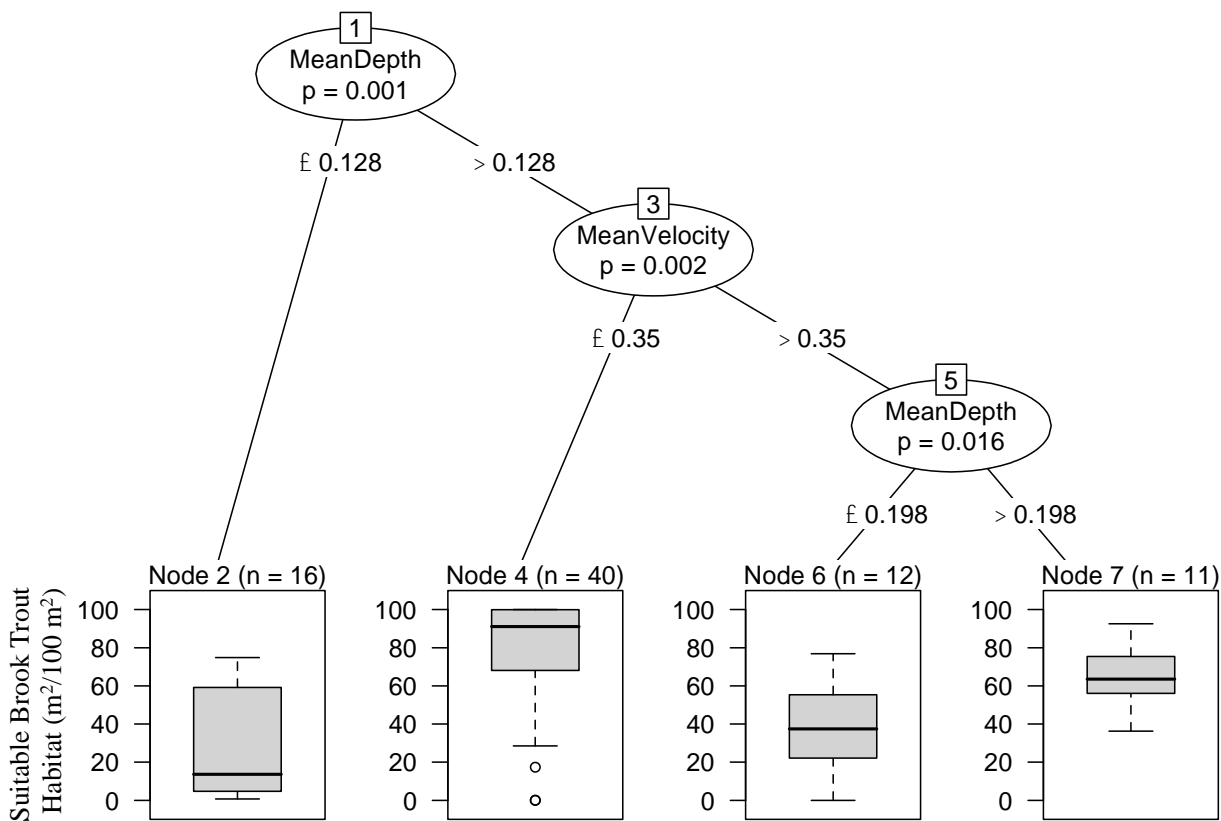 1
MeanDepth
p = 0.001
£ 0.128
> 0.128
3
MeanVelocity
p = 0.002
£ 0.35
> 0.35
5
MeanDepth
p = 0.016
£ 0.198
> 0.198
Suitable Brook Trout
Habitat (m²/100 m²)
Node 2 (n = 16)
100
80
60
40
20
0
Node 4 (n = 40)
100
80
60
40
20
0
Node 6 (n = 12)
100
80
60
40
20
0
Node 7 (n = 11)
100
80
60
40
20
0